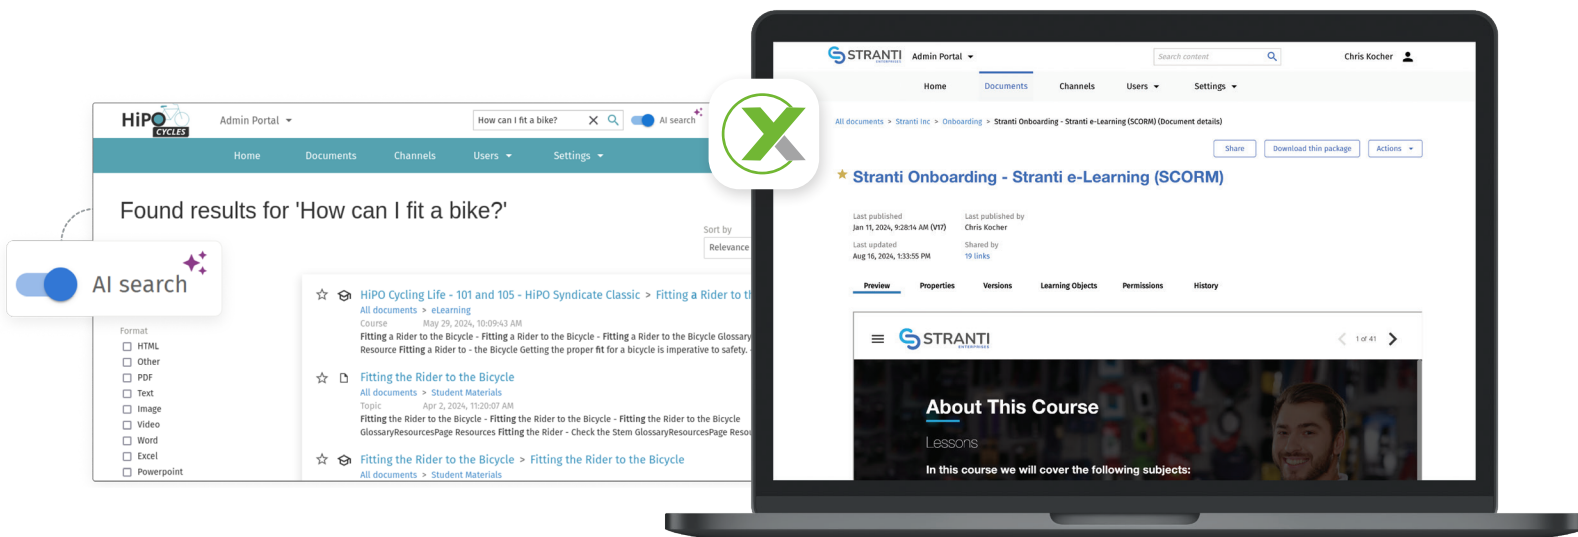 HiPO
CYCLES
Admin Portal
How can I fit a bike?
AI search
Home Documents Channels Users Settings
Found results for 'How can I fit a bike?'
Sort by
Relevance
AI search
Format
HTML
Other
PDF
Text
Image
Video
Word
Excel
Powerpoint
HiPO Cycling Life - 101 and 105 - HiPO Syndicate Classic > Fitting a Rider to
All documents > eLearning
Course May 29, 2024, 10:09:43 AM
Fitting a Rider to the Bicycle - Fitting a Rider to the Bicycle - Fitting a Rider to the Bicycle Glossary
Resource Fitting a Rider to - the Bicycle Getting the proper fit for a bicycle is imperative to safety.
Fitting the Rider to the Bicycle
All documents > Student Materials
Topic Apr 2, 2024, 11:20:07 AM
Fitting the Rider to the Bicycle - Fitting the Rider to the Bicycle - Fitting the Rider to the Bicycle
GlossaryResourcesPage Resources Fitting the Rider - Check the Stem GlossaryResourcesPage
Fitting the Rider to the Bicycle > Fitting the Rider to the Bicycle
All documents > Student Materials
X
STRANTI
ENTERPRISES
Admin Portal
Search content
Chris Kocher
Home Documents Channels Users Settings
All documents > Stranti Inc > Onboarding > Stranti Onboarding - Stranti e-Learning (SCORM) (Document details)
Share Download thin package Actions
Stranti Onboarding - Stranti e-Learning (SCORM)
Last published Last published by
Jan 11, 2024, 9:28:14 AM (V17) Chris Kocher
Last updated Shared by
Aug 16, 2024, 1:33:55 PM 19 links
Preview Properties Versions Learning Objects Permissions History
STRANTI
ENTERPRISES
1 of 41
About This Course
Lessons
In this course we will cover the following subjects: